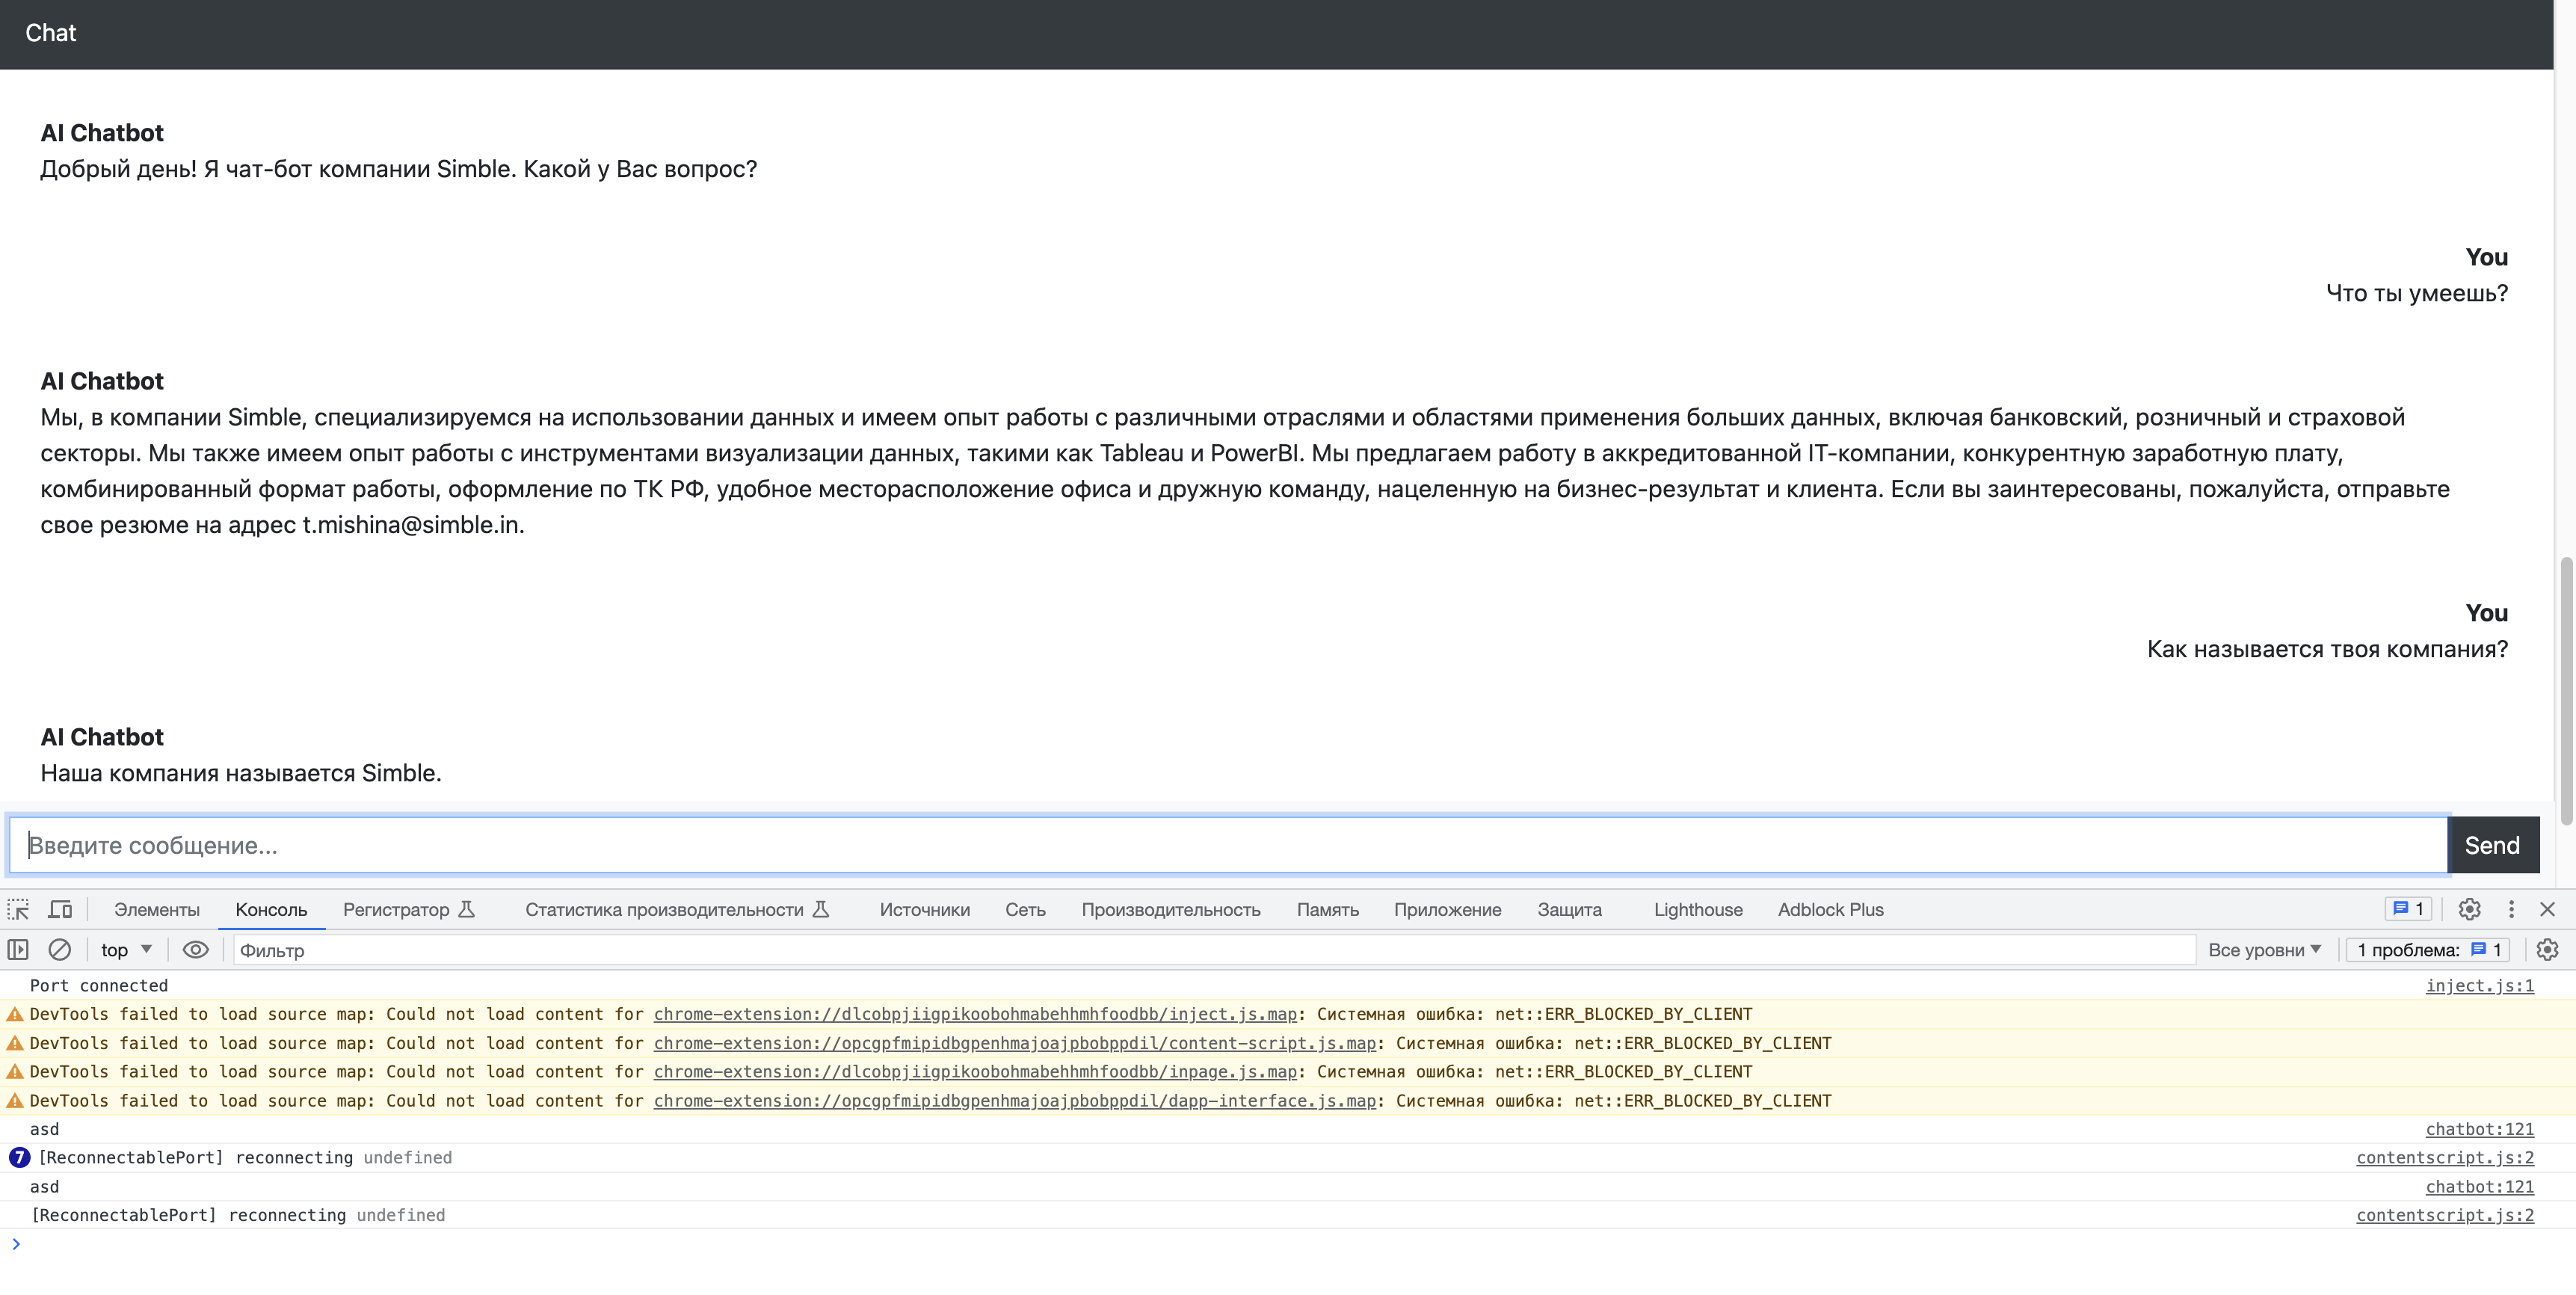 Chat
AI Chatbot
Добрый день! Я чат-бот компании Simble. Какой у Вас вопрос?
You
Что ты умеешь?
AI Chatbot
Мы, в компании Simble, специализируемся на использовании данных и имеем опыт работы с различными отраслями и областями применения больших данных, включая банковский, розничный и страховой
секторы. Мы также имеем опыт работы с инструментами визуализации данных, такими как Tableau и PowerBI. Мы предлагаем работу в аккредитованной IT-компании, конкурентную заработную плату,
комбинированный формат работы, оформление по ТК РФ, удобное месторасположение офиса и дружную команду, нацеленную на бизнес-результат и клиента. Если вы заинтересованы, пожалуйста, отправьте
свое резюме на адрес t.mishina@simble.in.
You
Как называется твоя компания?
AI Chatbot
Наша компания называется Simble.
Введите сообщение... Send
Элементы Консоль Регистратор Статистика производительности Источники Сеть Производительность Память Приложение Защита Lighthouse Adblock Plus 1
top Фильтр Все уровни 1 проблема: 1
Port connected inject.js:1
DevTools failed to load source map: Could not load content for chrome-extension://dlcobpjiigpikoobohmabehhmhfoodbb/inject.js.map: Системная ошибка: net::ERR_BLOCKED_BY_CLIENT
DevTools failed to load source map: Could not load content for chrome-extension://opcgpfmipidbgpenhmajoajpbobppdil/content-script.js.map: Системная ошибка: net::ERR_BLOCKED_BY_CLIENT
DevTools failed to load source map: Could not load content for chrome-extension://dlcobpjiigpikoobohmabehhmhfoodbb/inpage.js.map: Системная ошибка: net::ERR_BLOCKED_BY_CLIENT
DevTools failed to load source map: Could not load content for chrome-extension://opcgpfmipidbgpenhmajoajpbobppdil/dapp-interface.js.map: Системная ошибка: net::ERR_BLOCKED_BY_CLIENT
asd chatbot:121
7 [ReconnectablePort] reconnecting undefined contentscript.js:2
asd chatbot:121
[ReconnectablePort] reconnecting undefined contentscript.js:2